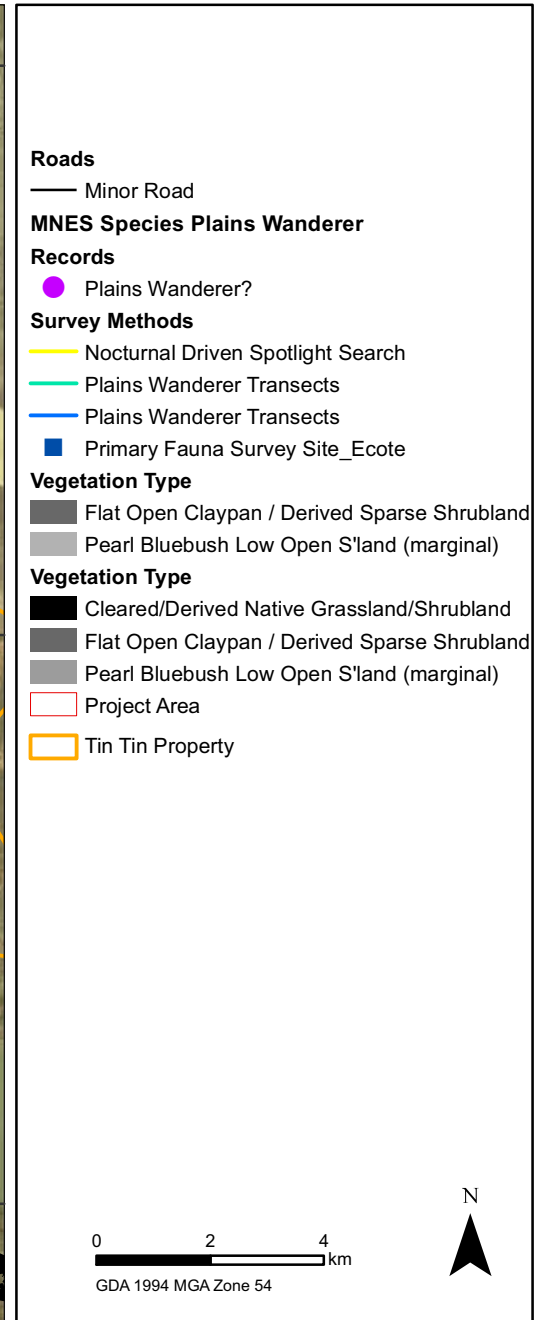 Roads
Minor Road
MNES Species Plains Wanderer
Records
Plains Wanderer?
Survey Methods
Nocturnal Driven Spotlight Search
Plains Wanderer Transects
Plains Wanderer Transects
Primary Fauna Survey Site_Ecote
Vegetation Type
Flat Open Claypan / Derived Sparse Shrubland
Pearl Bluebush Low Open S'land (marginal)
Vegetation Type
Cleared/Derived Native Grassland/Shrubland
Flat Open Claypan / Derived Sparse Shrubland
Pearl Bluebush Low Open S'land (marginal)
Project Area
Tin Tin Property
N
0 2 4
km
GDA 1994 MGA Zone 54